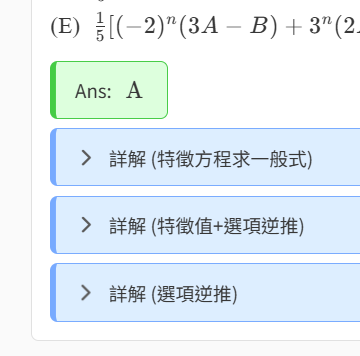 (E) $\frac{1}{5}[(-2)^n(3A - B) + 3^n(2
Ans: A
詳解 (特徵方程求一般式)
詳解 (特徵值+選項逆推)
詳解 (選項逆推)